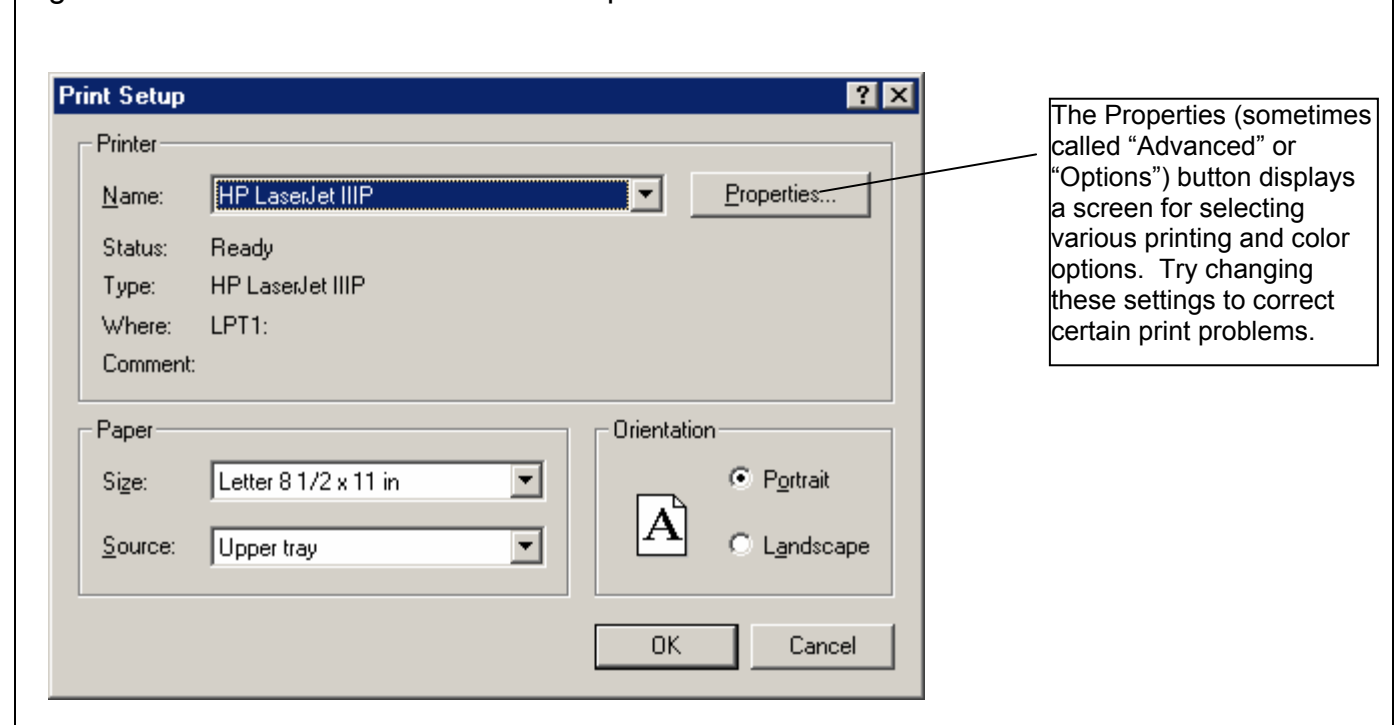 Print Setup
Printer
Name: HP LaserJet IIIP Properties...
Status: Ready
Type: HP LaserJet IIIP
Where: LPT1:
Comment:
Paper
Size: Letter 8 1/2 x 11 in
Source: Upper tray
Orientation
A
Portrait
Landscape
OK Cancel
The Properties (sometimes
called “Advanced” or
“Options”) button displays
a screen for selecting
various printing and color
options. Try changing
these settings to correct
certain print problems.